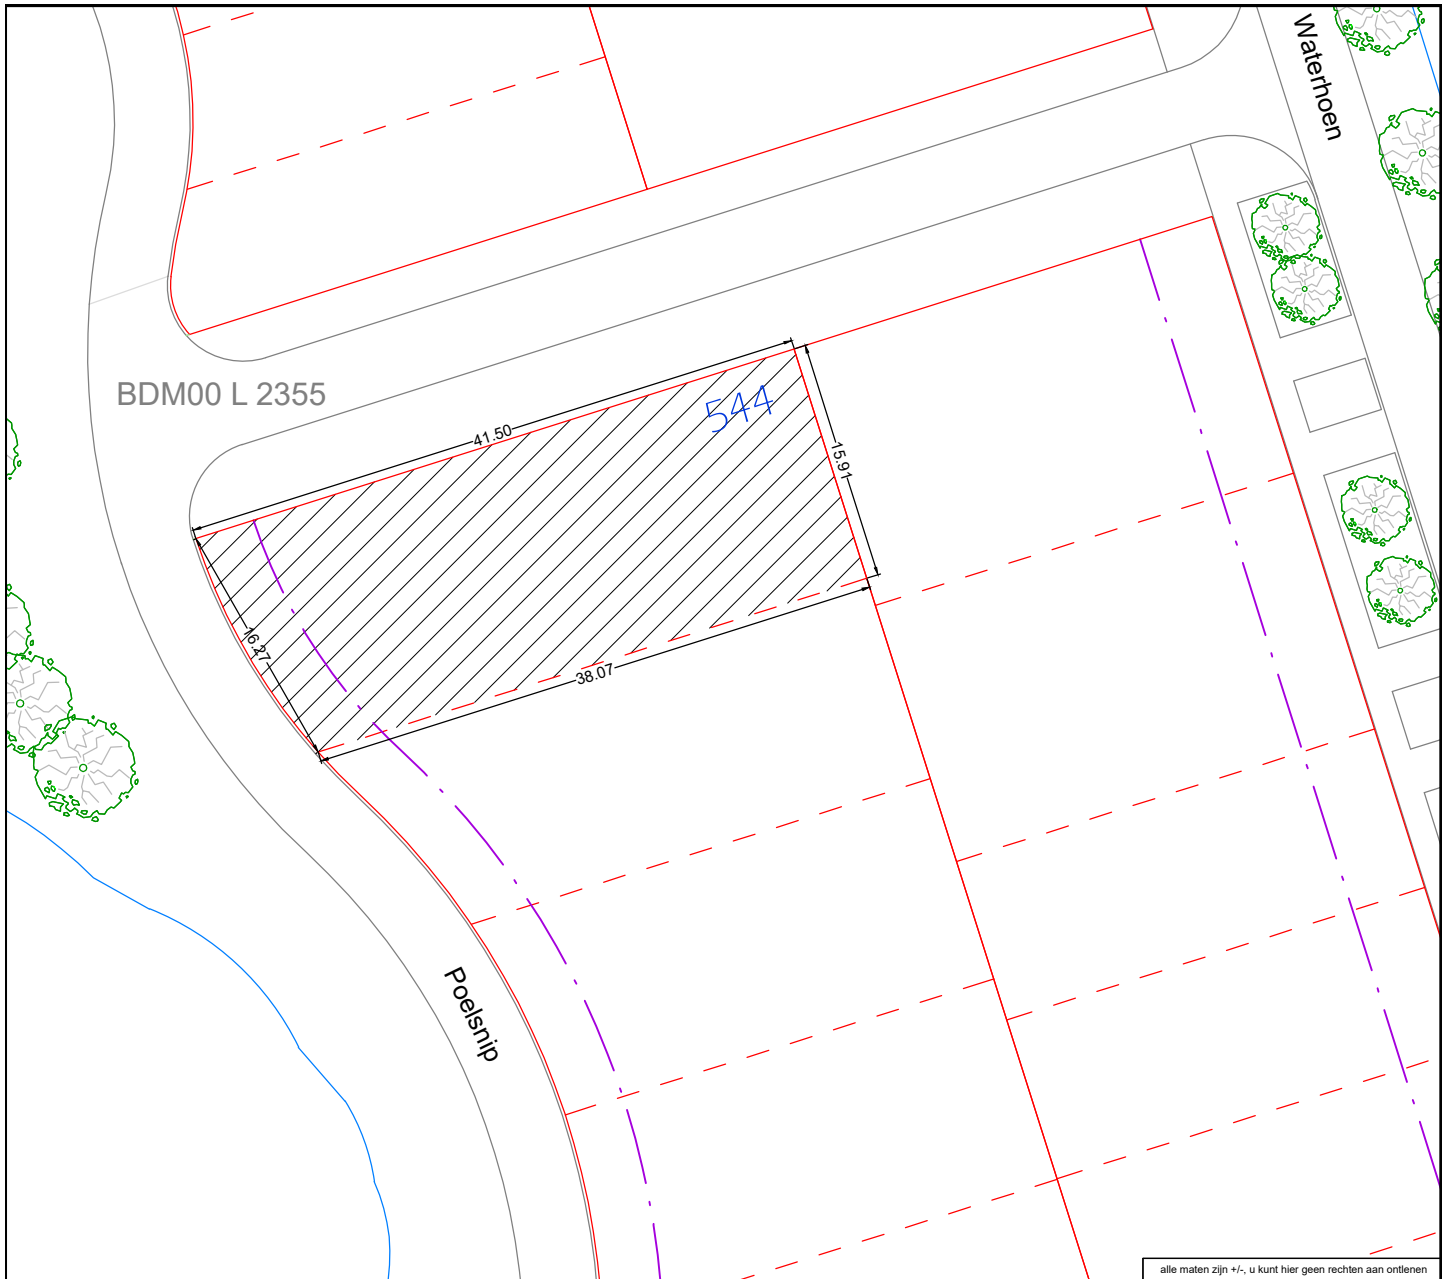 Waterhoen
BDM00 L 2355
544
41.50
15.91
16.27
38.07
Poelsnip
alle maten zijn +/-, u kunt hier geen rechten aan ontlenen